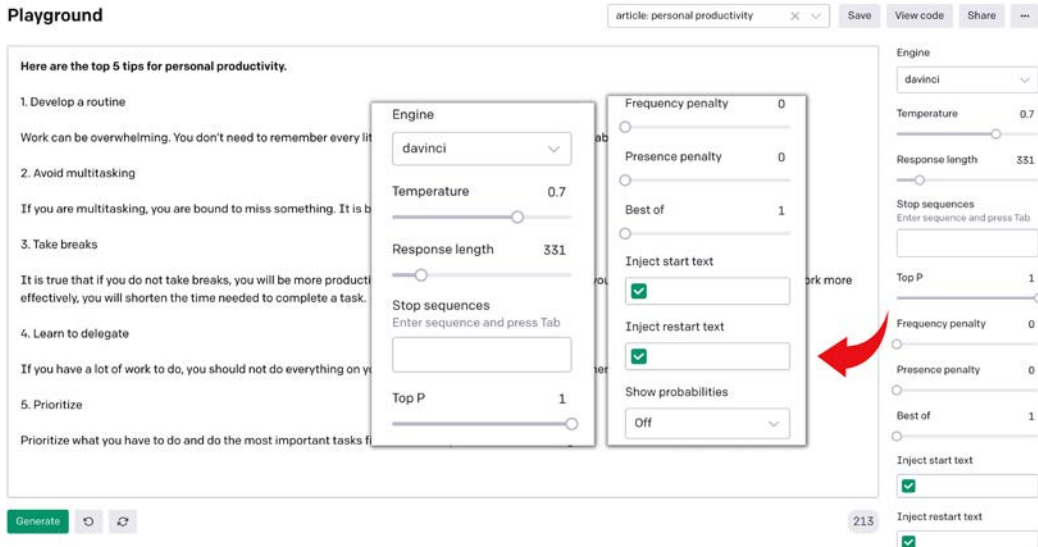 Playground
article: personal productivity
Save
View code
Share
Here are the top 5 tips for personal productivity.
1. Develop a routine
Work can be overwhelming. You don't need to remember every
2. Avoid multitasking
If you are multitasking, you are bound to miss something. It is
3. Take breaks
It is true that if you do not take breaks, you will be more
more
effectively, you will shorten the time needed to complete a task.
4. Learn to delegate
If you have a lot of work to do, you should not do everything on
5. Prioritize
Prioritize what you have to do and do the most important tasks
Engine
davinci
Temperature 0.7
Response length 331
Stop sequences
Enter sequence and press Tab
Top P 1
Frequency penalty 0
Presence penalty 0
Best of 1
Inject start text
Inject restart text
Show probabilities
Off
Engine
davinci
Temperature 0.7
Response length 331
Stop sequences
Enter sequence and press Tab
Top P 1
Frequency penalty 0
Presence penalty 0
Best of 1
Inject start text
Inject restart text
Generate
213